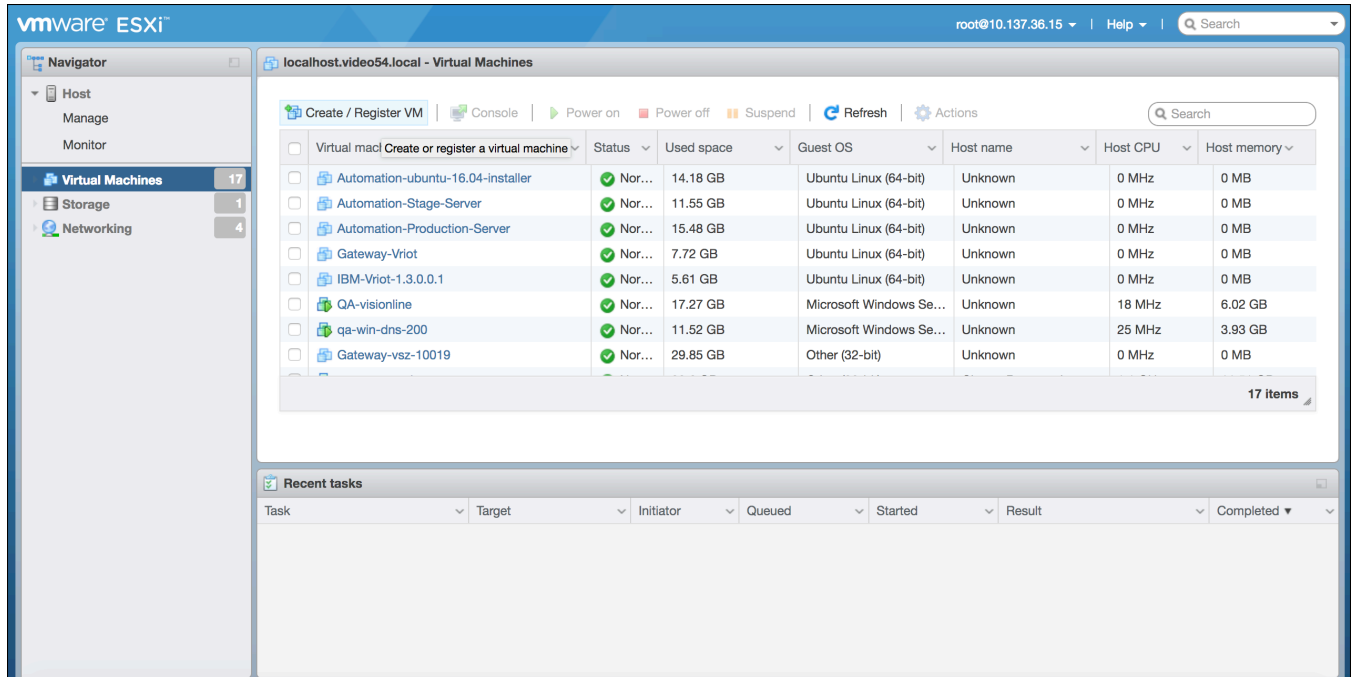 vmware ESXi™
root@10.137.36.15 | Help | Search
Navigator
Host
Manage
Monitor
Virtual Machines 17
Storage 1
Networking 4
localhost.video54.local - Virtual Machines
Create / Register VM | Console | Power on Power off Suspend | Refresh | Actions
Search
Virtual Status Used space Guest OS Host name Host CPU Host memory
Create or register a virtual machine
Automation-ubuntu-16.04-installer Nor... 14.18 GB Ubuntu Linux (64-bit) Unknown 0 MHz 0 MB
Automation-Stage-Server Nor... 11.55 GB Ubuntu Linux (64-bit) Unknown 0 MHz 0 MB
Automation-Production-Server Nor... 15.48 GB Ubuntu Linux (64-bit) Unknown 0 MHz 0 MB
Gateway-Vriot Nor... 7.72 GB Ubuntu Linux (64-bit) Unknown 0 MHz 0 MB
IBM-Vriot-1.3.0.0.1 Nor... 5.61 GB Ubuntu Linux (64-bit) Unknown 0 MHz 0 MB
QA-visionline Nor... 17.27 GB Microsoft Windows Se... Unknown 18 MHz 6.02 GB
qa-win-dns-200 Nor... 11.52 GB Microsoft Windows Se... Unknown 25 MHz 3.93 GB
Gateway-vsz-10019 Nor... 29.85 GB Other (32-bit) Unknown 0 MHz 0 MB
17 items
Recent tasks
Task Target Initiator Queued Started Result Completed ▼